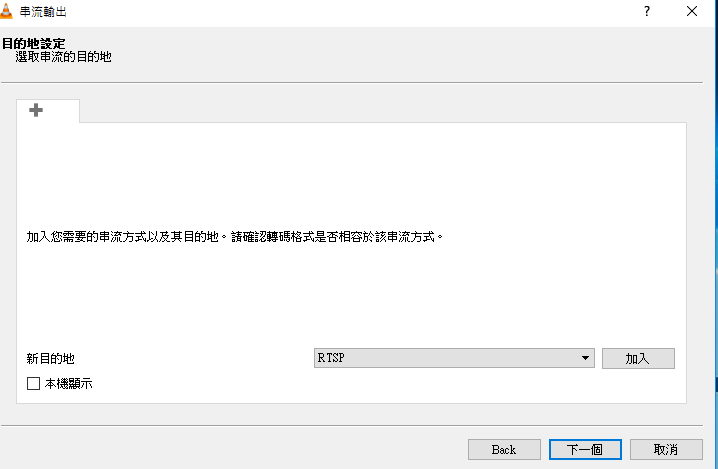 串流輸出
目的地設定
選取串流的目的地
加入您需要的串流方式以及其目的地。請確認轉碼格式是否相容於該串流方式。
新目的地
RTSP
加入
本機顯示
Back
下一個
取消